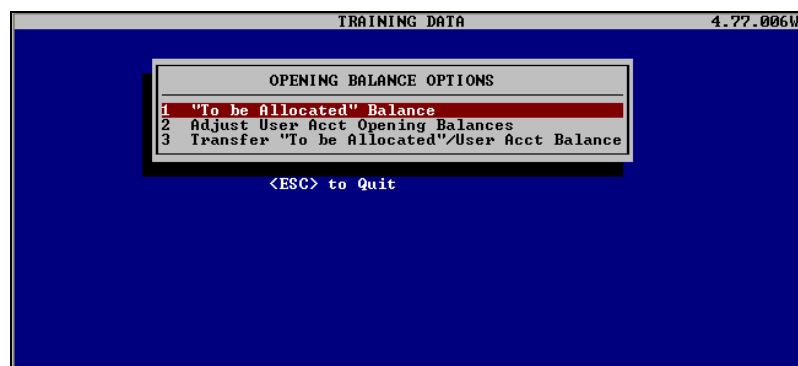 TRAINING DATA 4.77.006W
OPENING BALANCE OPTIONS
1 "To be Allocated" Balance
2 Adjust User Acct Opening Balances
3 Transfer "To be Allocated"/User Acct Balance
<ESC> to Quit